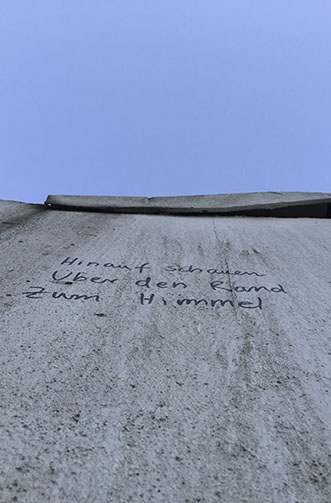 Hinauf schauen
Über den Rand
Zum Himmel